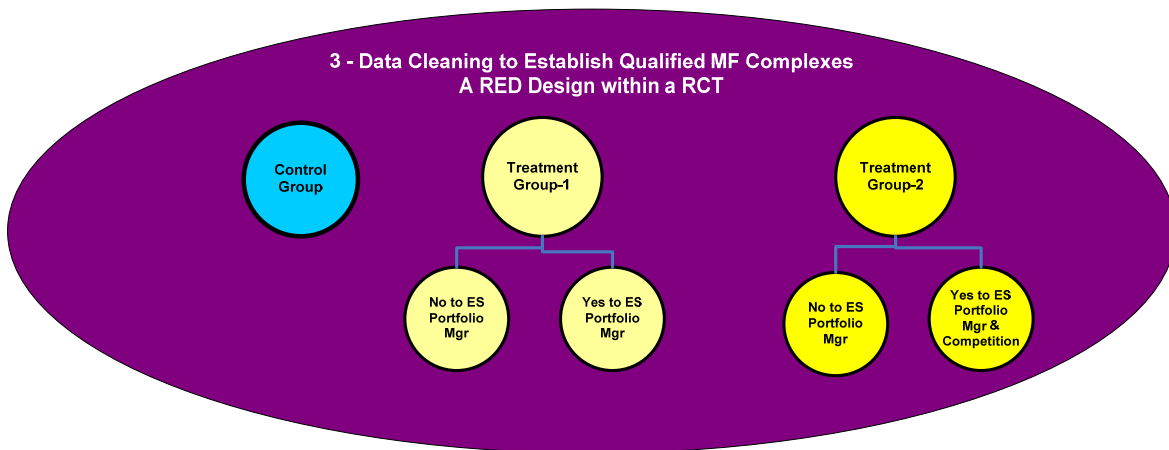 3 - Data Cleaning to Establish Qualified MF Complexes
A RED Design within a RCT
Control
Group
Treatment
Group-1
Treatment
Group-2
No to ES
Portfolio
Mgr
Yes to ES
Portfolio
Mgr
No to ES
Portfolio
Mgr
Yes to ES
Portfolio
Mgr &
Competition